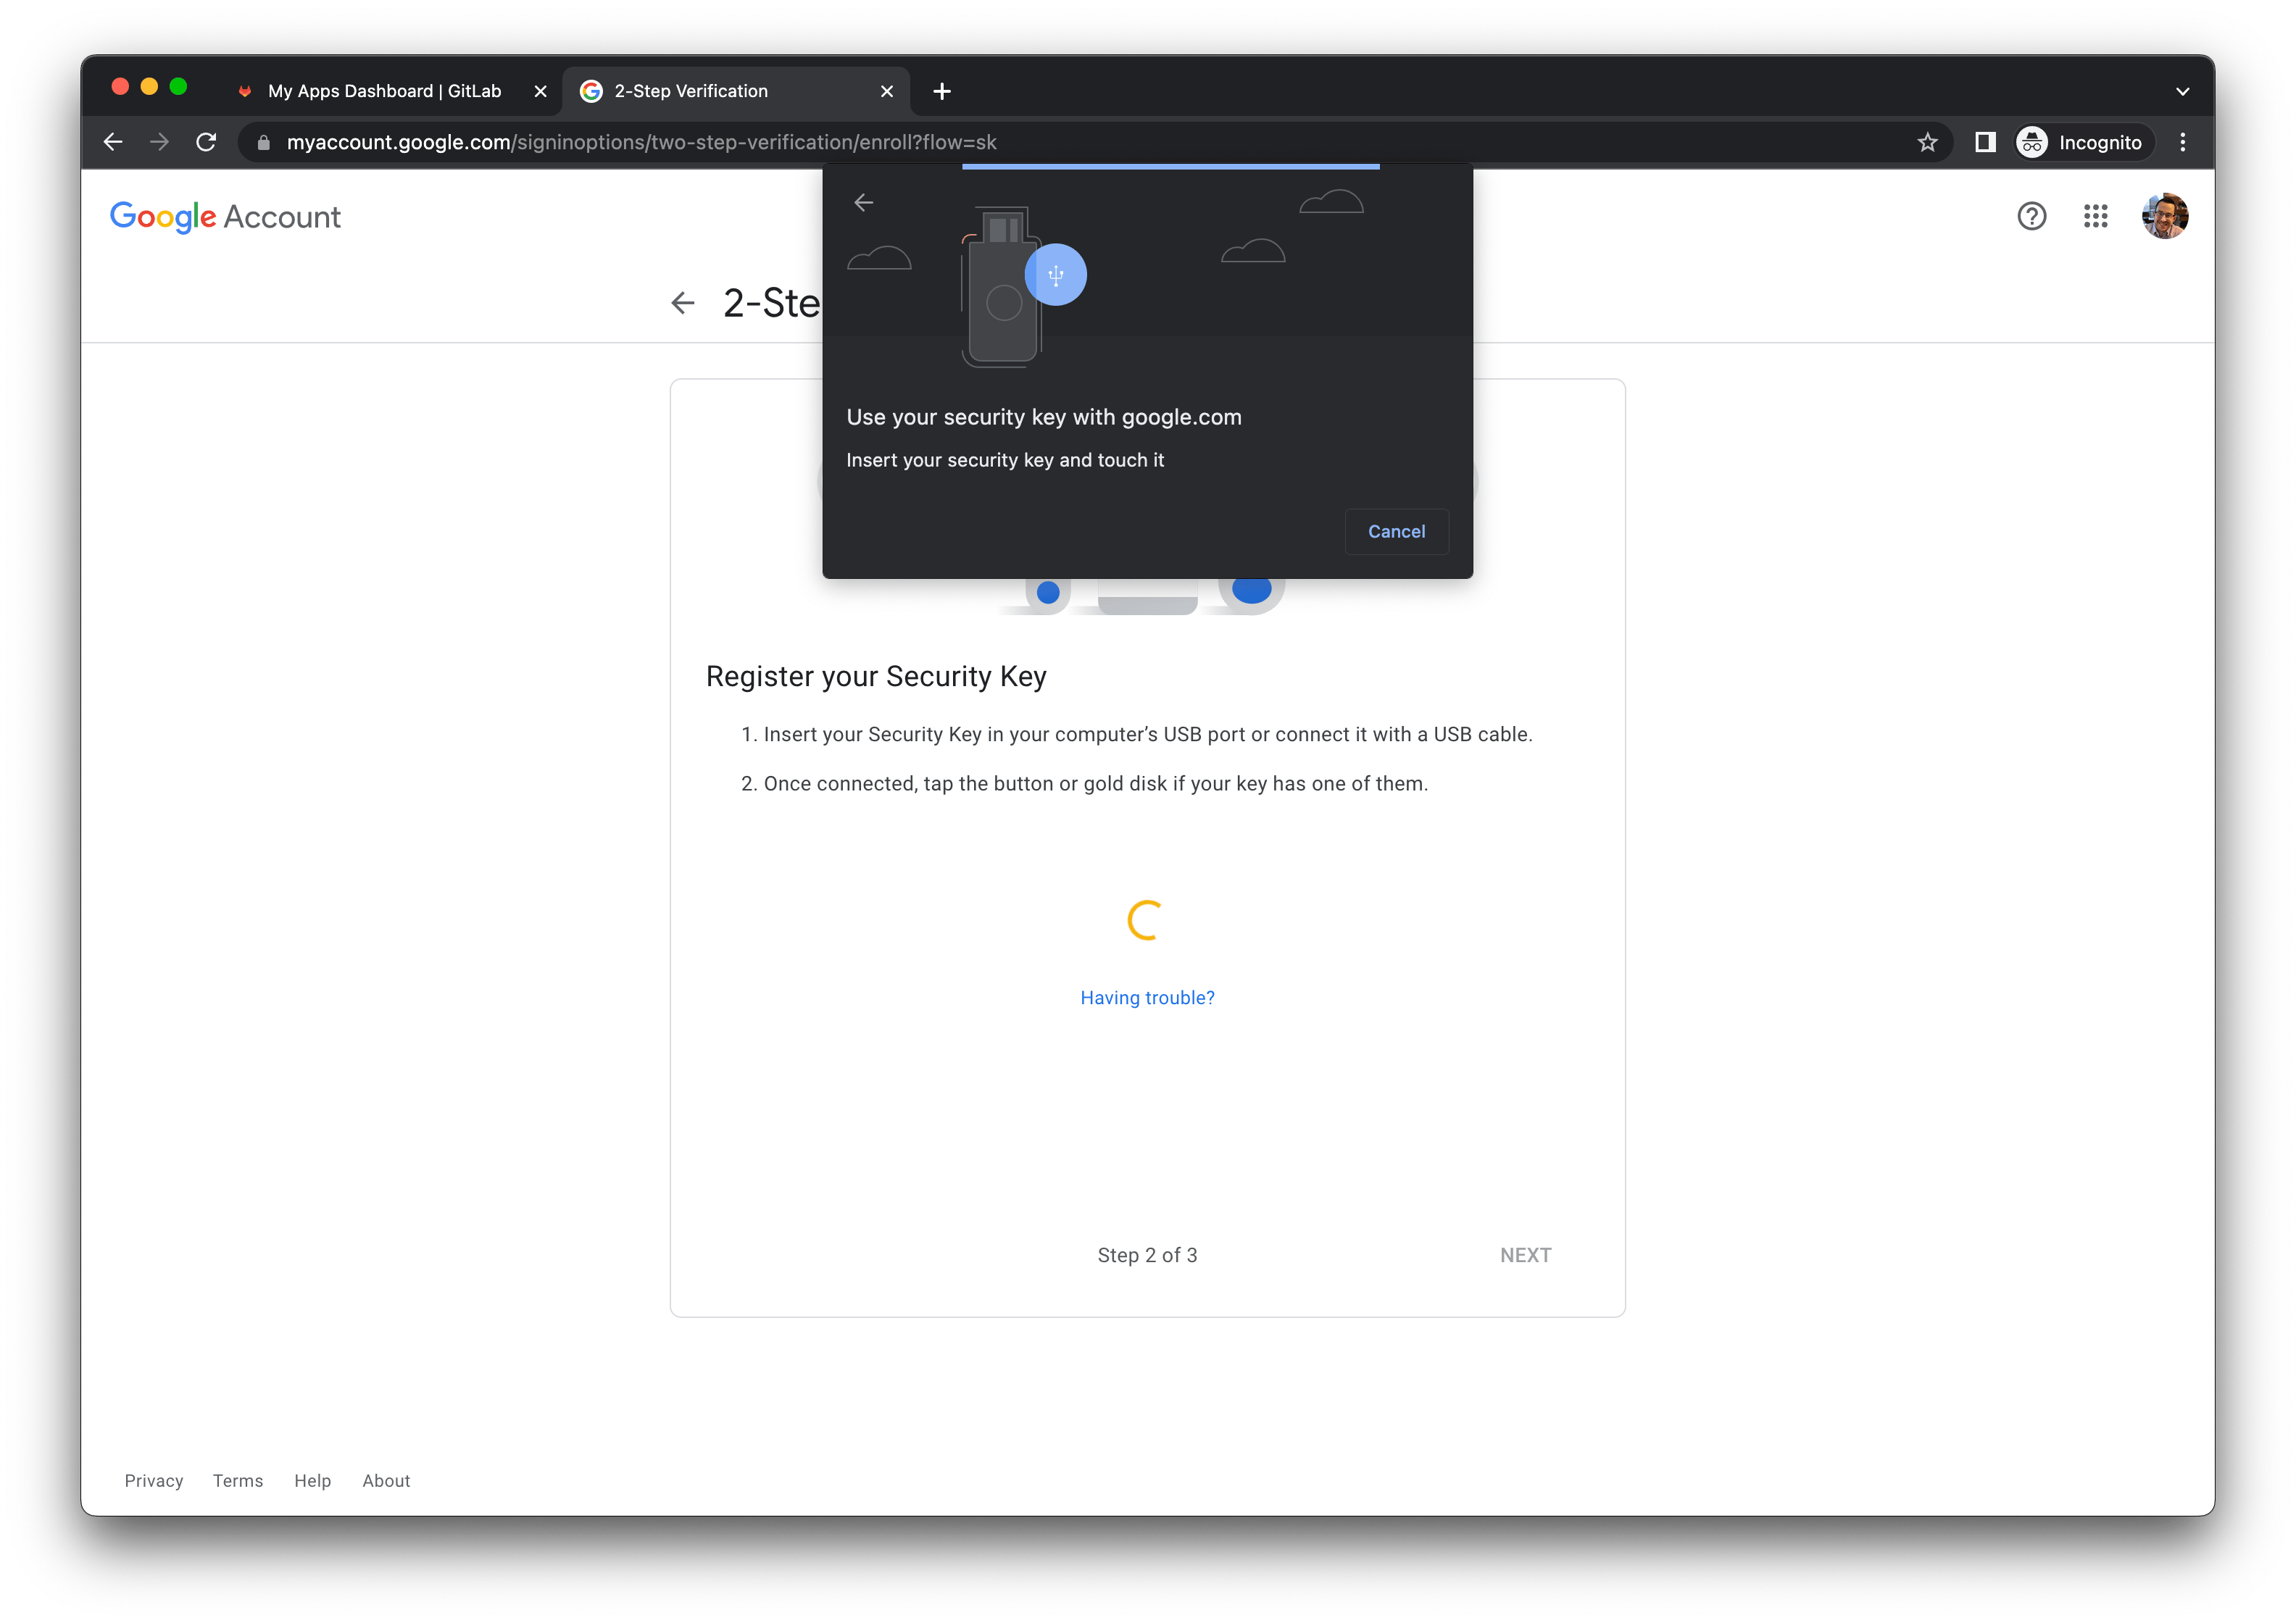 My Apps Dashboard | GitLab
2-Step Verification
myaccount.google.com/signinoptions/two-step-verification/enroll?flow=sk
Incognito
Google Account
2-Ste
Use your security key with google.com
Insert your security key and touch it
Cancel
Register your Security Key
1. Insert your Security Key in your computer’s USB port or connect it with a USB cable.
2. Once connected, tap the button or gold disk if your key has one of them.
Having trouble?
Step 2 of 3
NEXT
Privacy Terms Help About